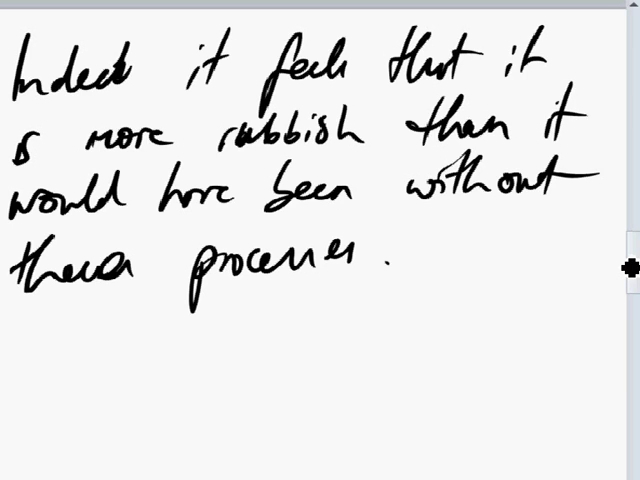 Indeed it feels that it
is more rubbish than it
would have been without
these processes.